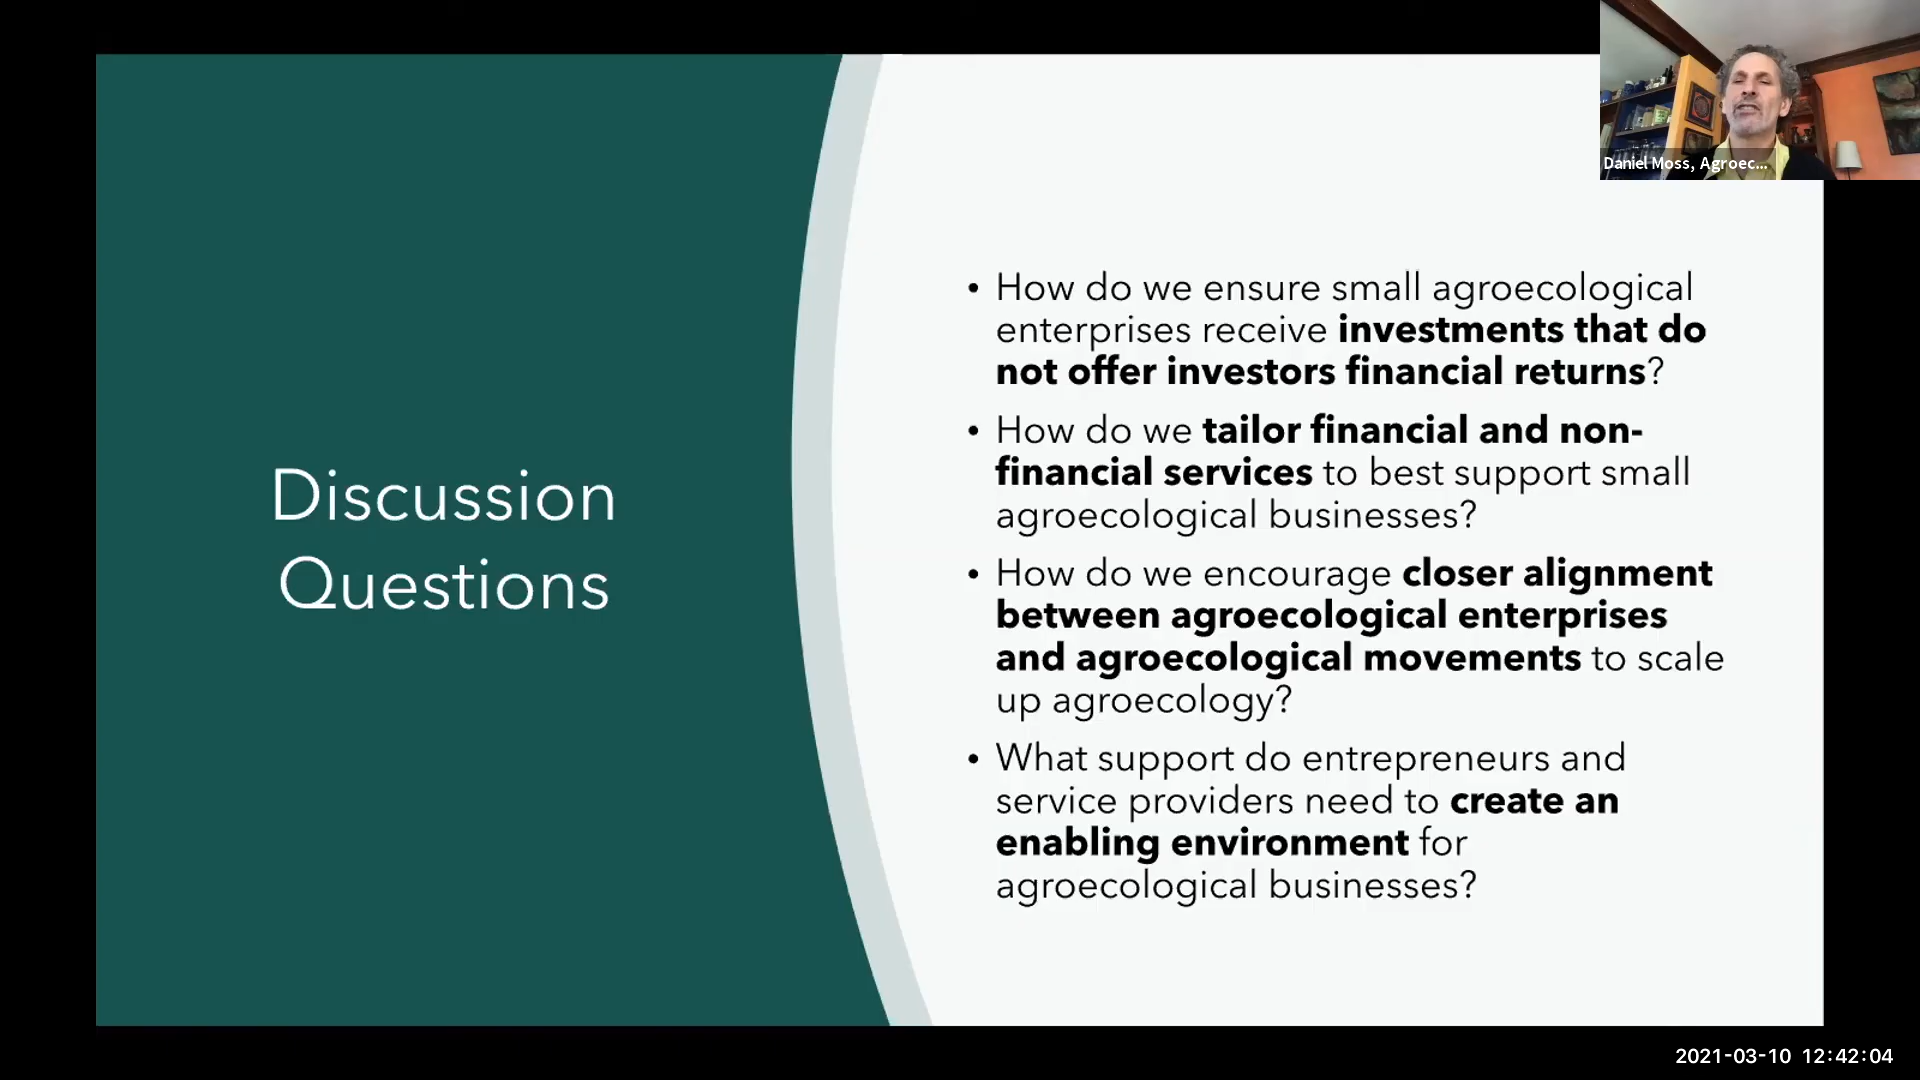 Daniel Moss, Agroec...
Discussion
Questions
• How do we ensure small agroecological
enterprises receive investments that do
not offer investors financial returns?
• How do we tailor financial and non-
financial services to best support small
agroecological businesses?
• How do we encourage closer alignment
between agroecological enterprises
and agroecological movements to scale
up agroecology?
• What support do entrepreneurs and
service providers need to create an
enabling environment for
agroecological businesses?
2021-03-10 12:42:04